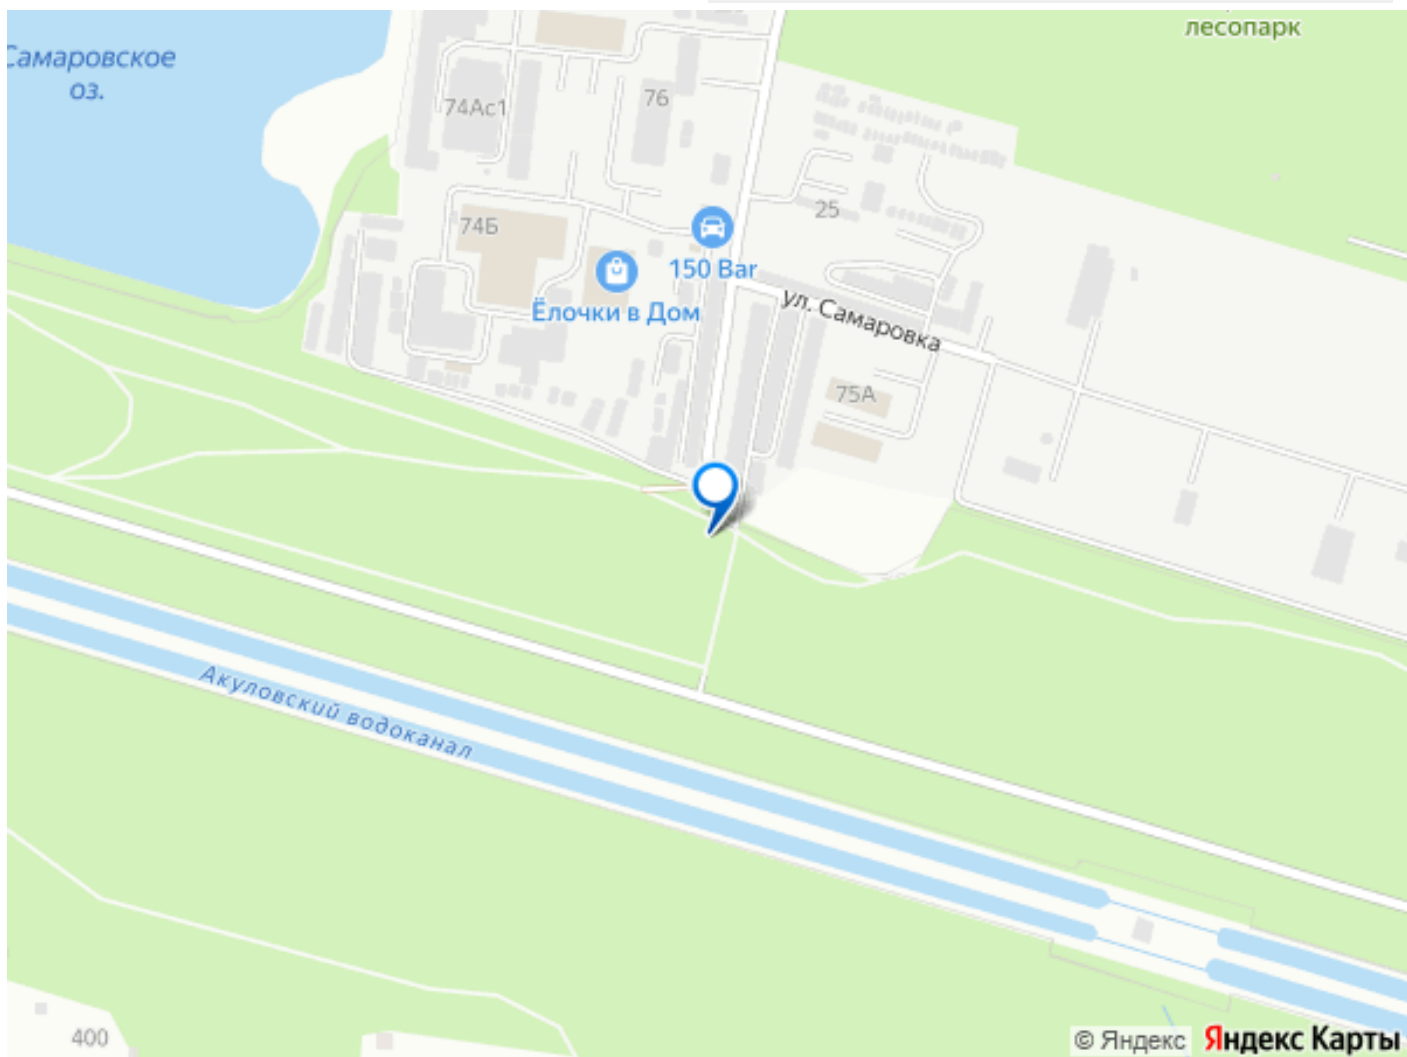 лесопарк
Самаровское
оз.
76
74Ас1
25
74Б
150 Bar
Ёлочки в Дом
ул. Самаровка
75А
Акуловский водоканал
400
© Яндекс Яндекс Карты